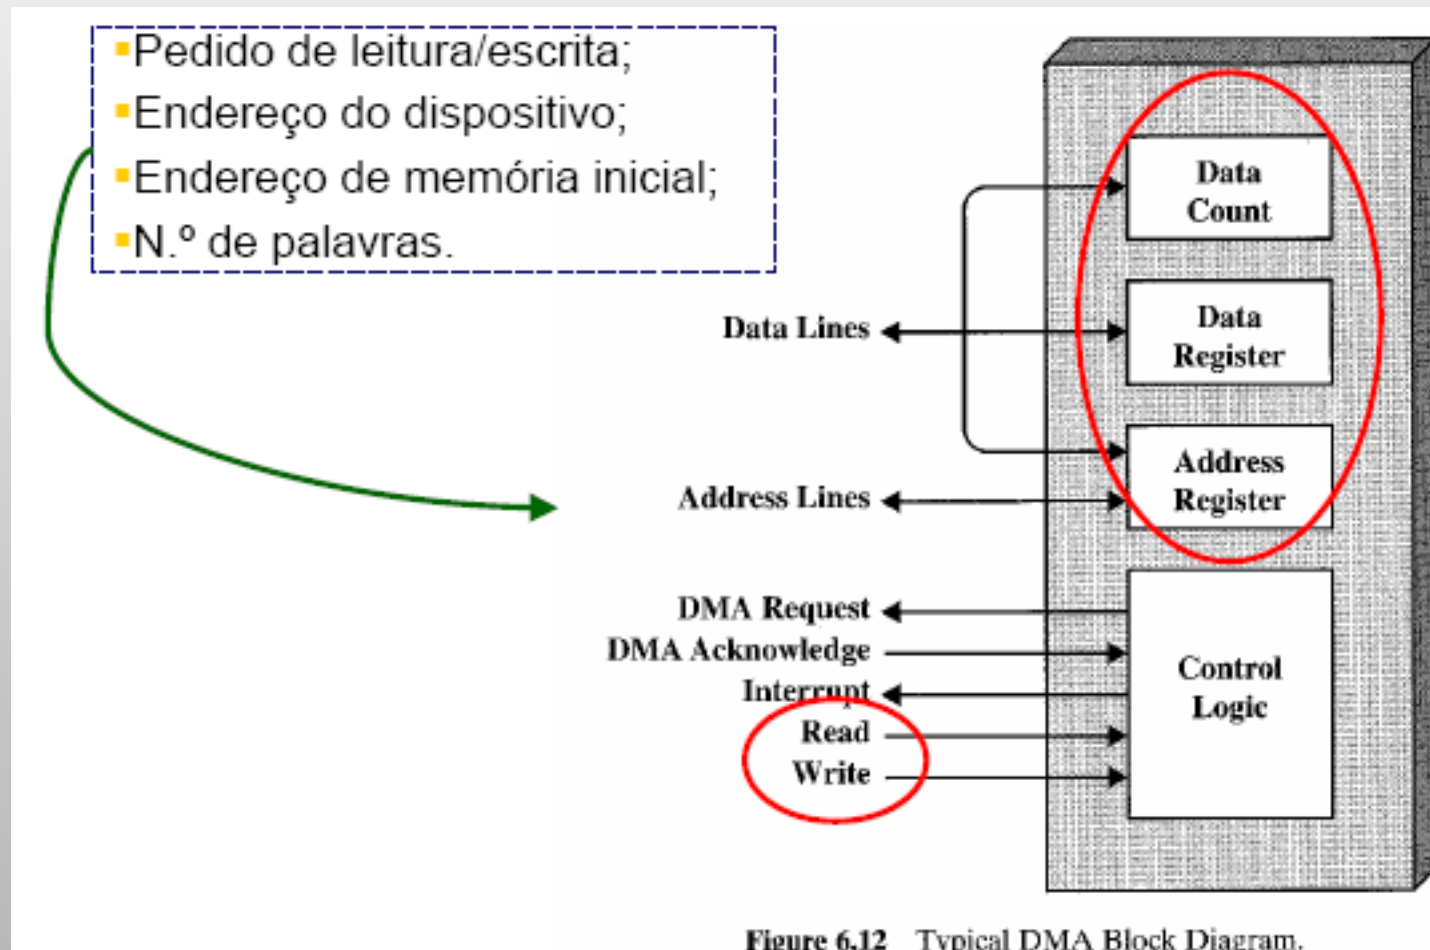 ▪Pedido de leitura/escrita;
▪Endereço do dispositivo;
▪Endereço de memória inicial;
▪N.º de palavras.
Data
Count
Data Lines
Data
Register
Address
Register
Address Lines
DMA Request
DMA Acknowledge
Interrupt
Read
Write
Control
Logic
Figure 6.12 Typical DMA Block Diagram.